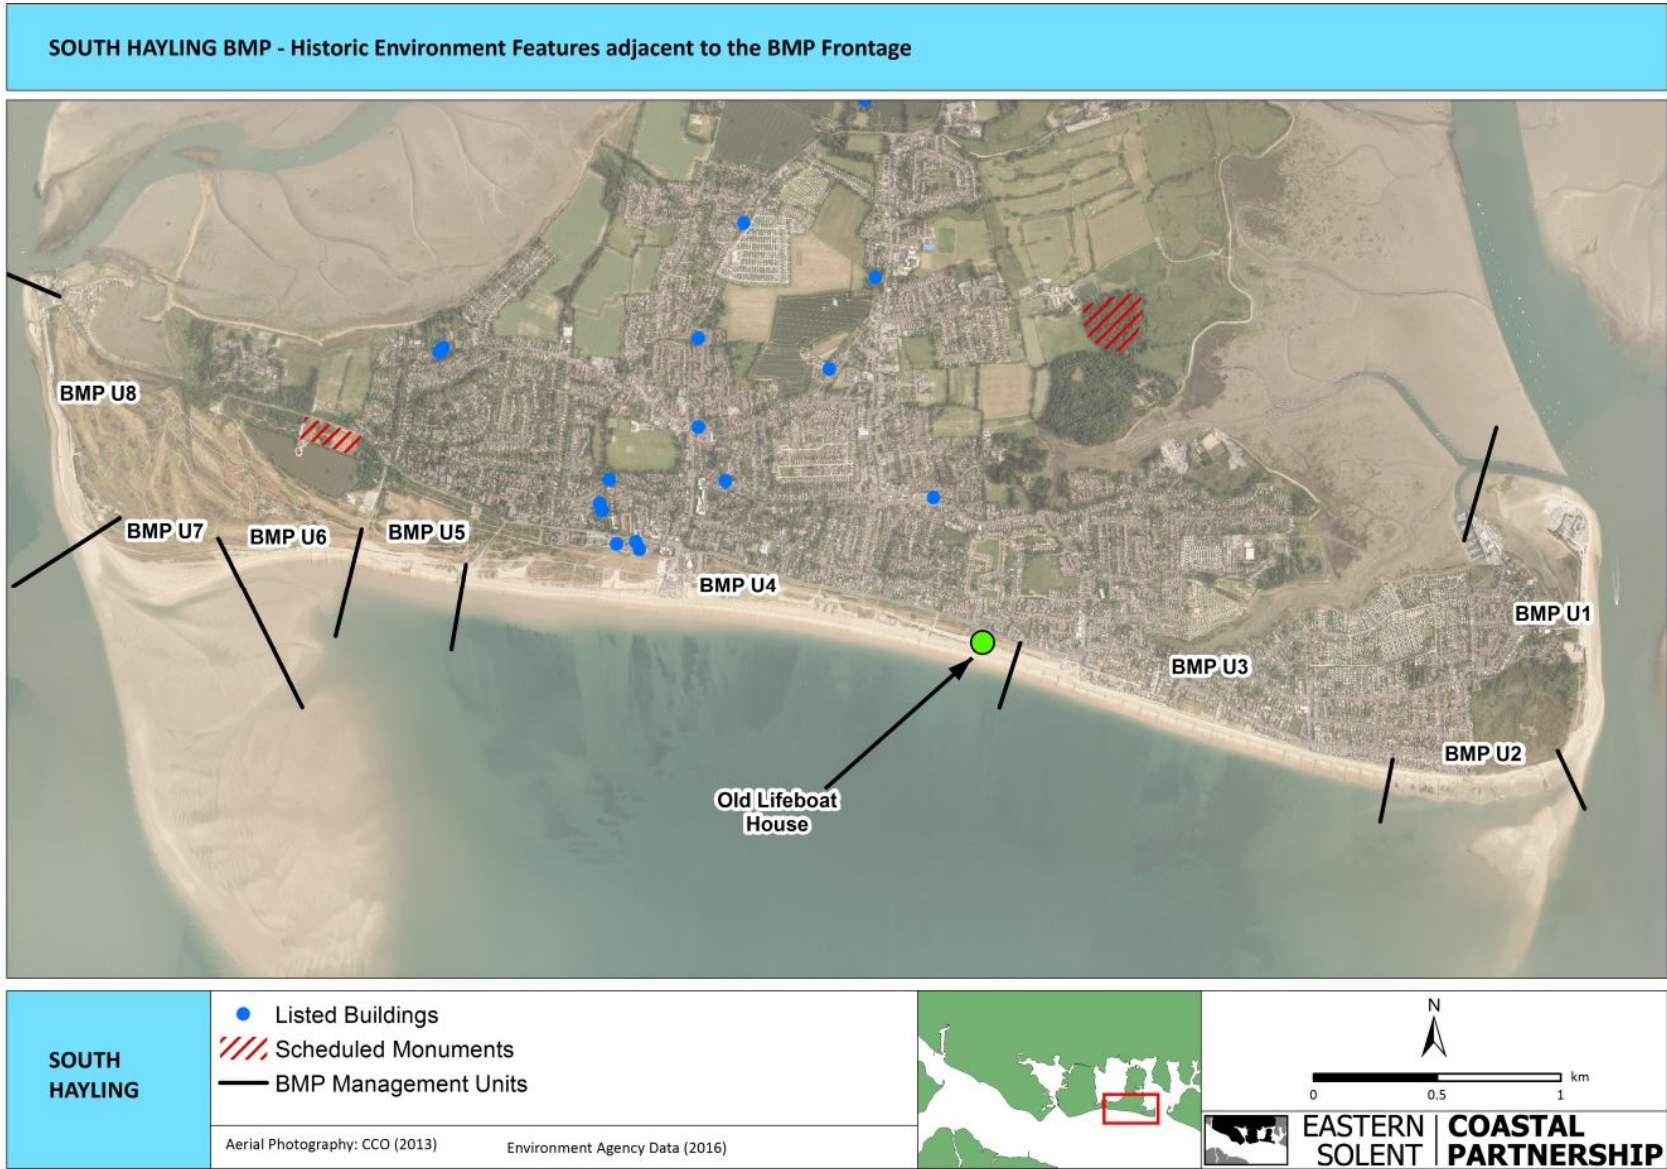 SOUTH HAYLING BMP - Historic Environment Features adjacent to the BMP Frontage
BMP U8
BMP U7
BMP U6
BMP U5
BMP U4
BMP U3
BMP U2
BMP U1
Old Lifeboat
House
SOUTH
HAYLING
Listed Buildings
Scheduled Monuments
BMP Management Units
Aerial Photography: CCO (2013)
Environment Agency Data (2016)
N
km
0 0.5 1
EASTERN
SOLENT
COASTAL
PARTNERSHIP